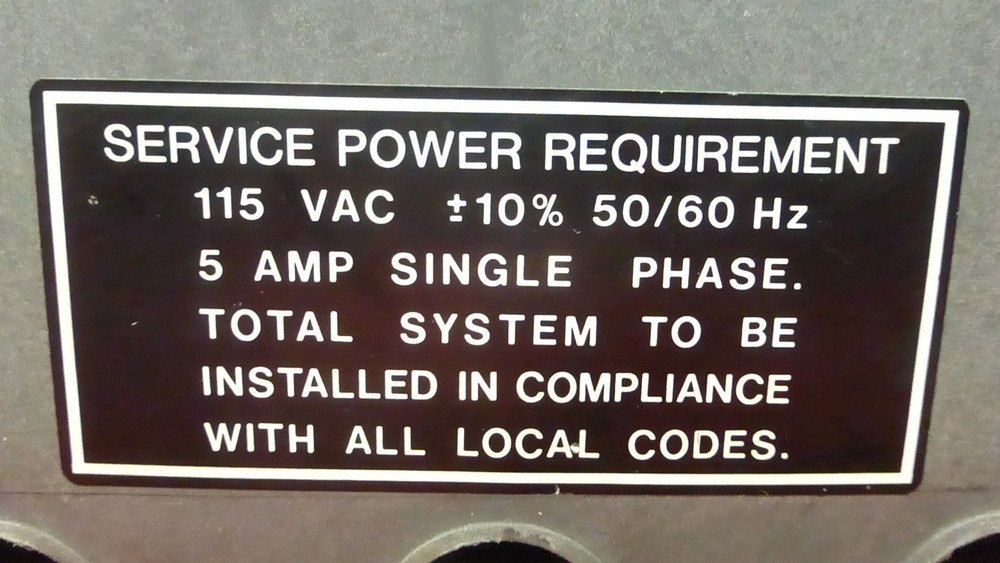 SERVICE POWER REQUIREMENT
115 VAC ±10% 50/60 Hz
5 AMP SINGLE PHASE.
TOTAL SYSTEM TO BE
INSTALLED IN COMPLIANCE
WITH ALL LOCAL CODES.